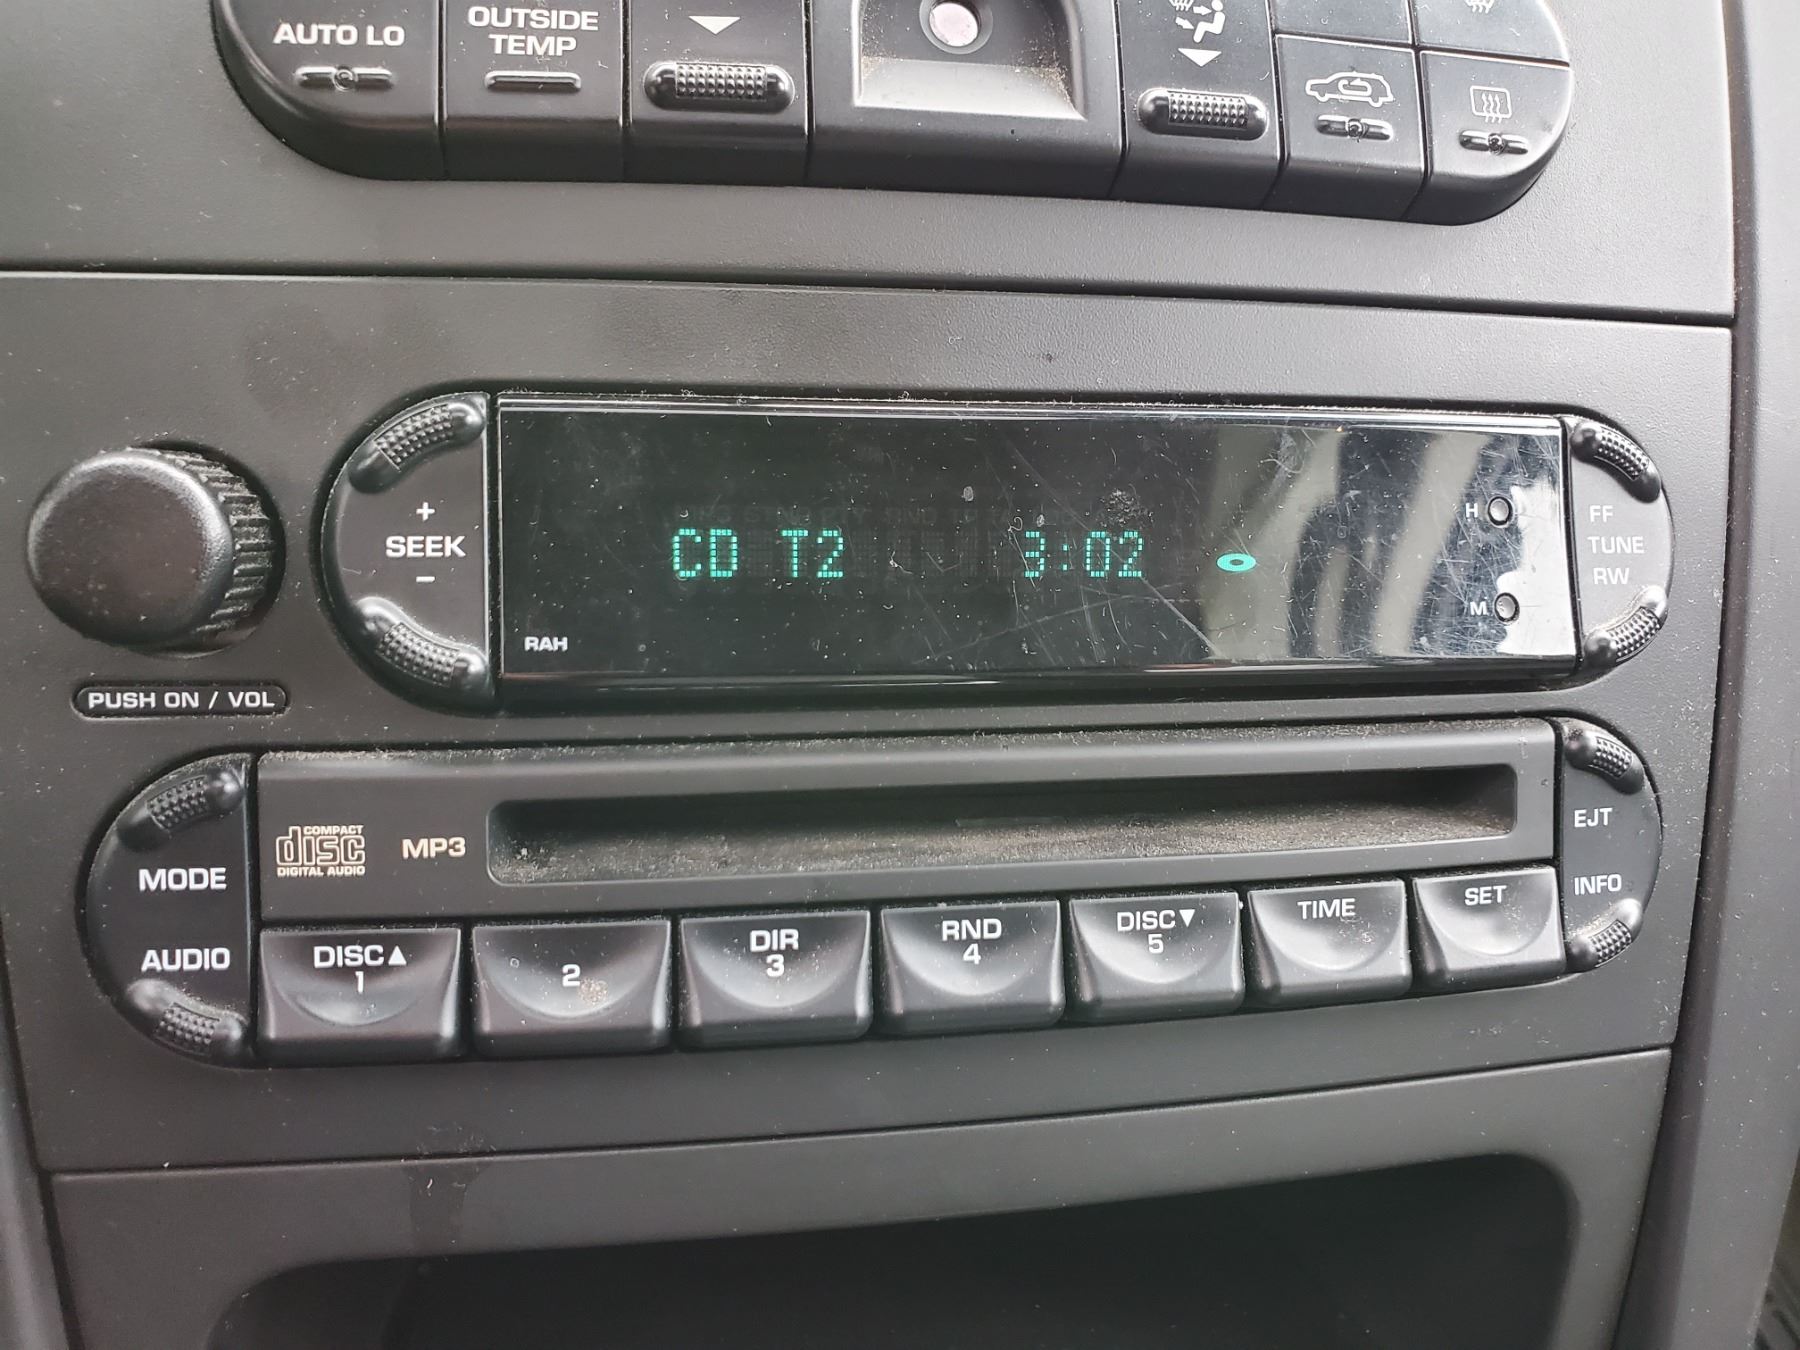 AUTO LO
OUTSIDE
TEMP
+
SEEK
−
CD T2 3:02
H
M
RAH
FF
TUNE
RW
PUSH ON / VOL
COMPACT
disc
DIGITAL AUDIO
MP3
EJT
INFO
MODE
AUDIO
DISC▲
1
2
DIR
3
RND
4
DISC▼
5
TIME
SET